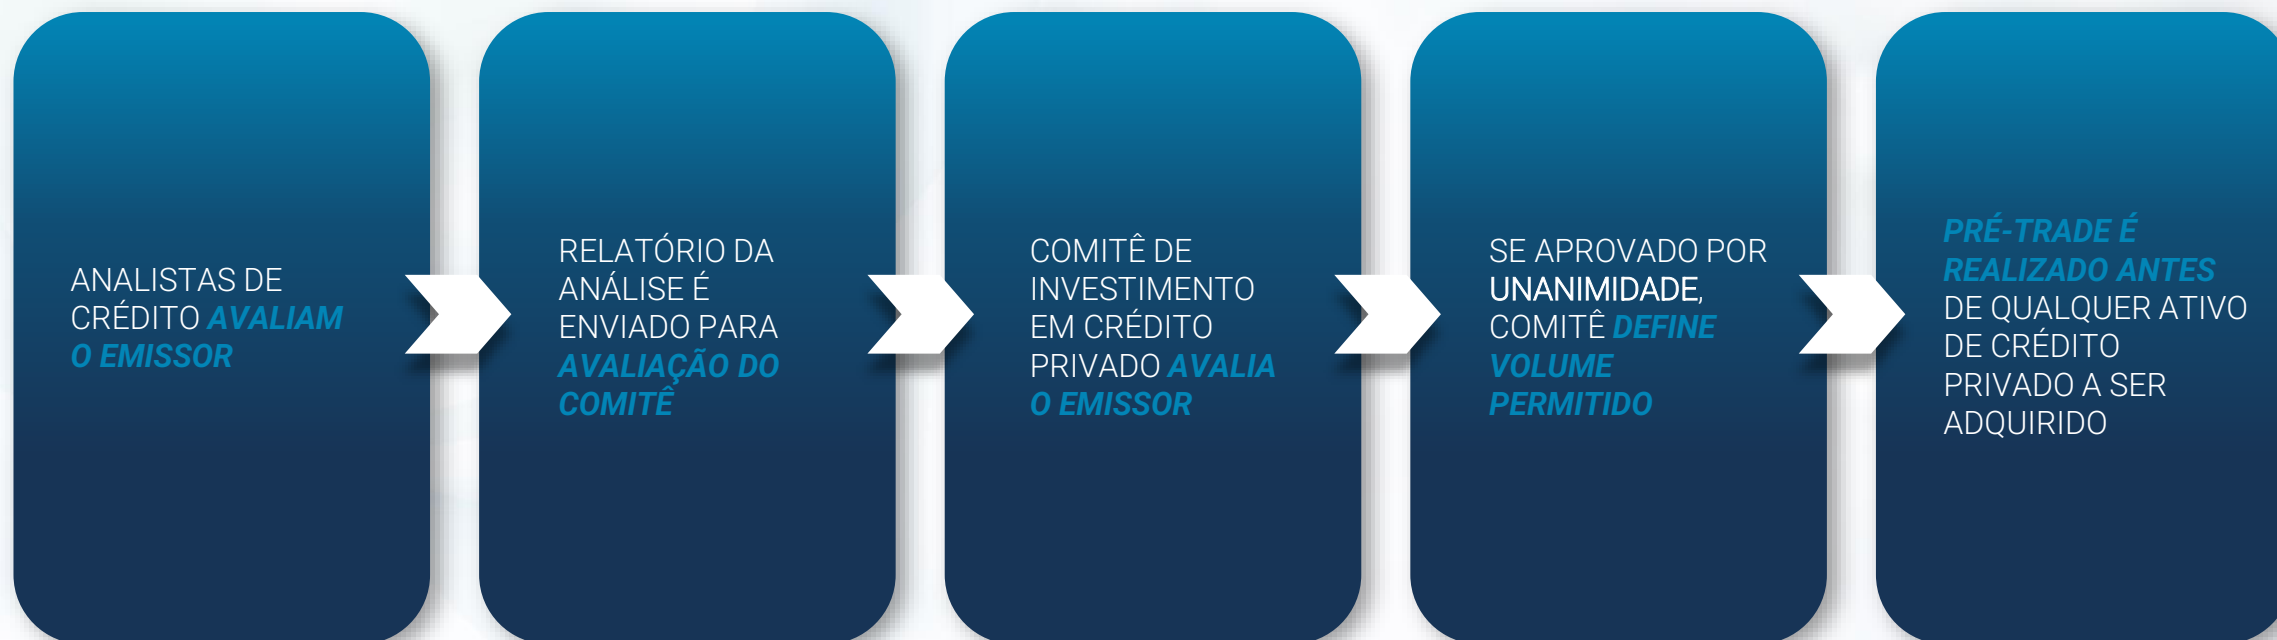 ANALISTAS DE
CRÉDITO AVALIAM
O EMISSOR
RELATÓRIO DA
ANÁLISE É
ENVIADO PARA
AVALIAÇÃO DO
COMITÊ
COMITÊ DE
INVESTIMENTO
EM CRÉDITO
PRIVADO AVALIA
O EMISSOR
SE APROVADO POR
UNANIMIDADE,
COMITÊ DEFINE
VOLUME
PERMITIDO
PRÉ-TRADE É
REALIZADO ANTES
DE QUALQUER ATIVO
DE CRÉDITO
PRIVADO A SER
ADQUIRIDO